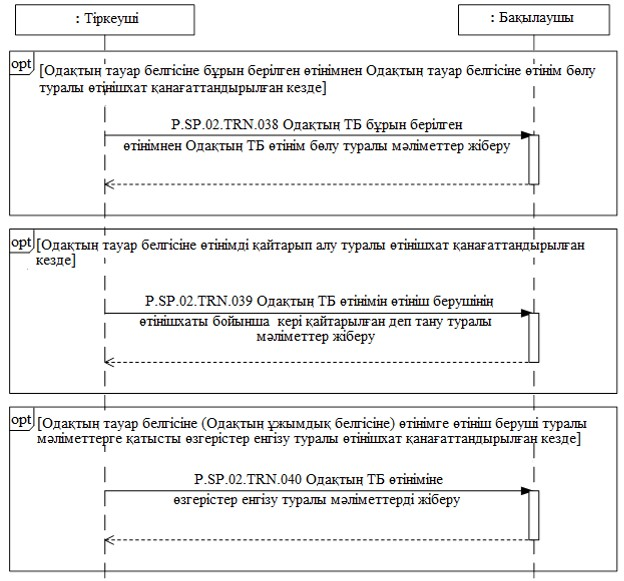 : Тіркеуші
: Бақылаушы
opt
[Одақтың тауар белгісіне бұрын берілген өтінімнен Одақтың тауар белгісіне өтінім бөлу
туралы өтінішхат қанағаттандырылған кезде]
P.SP.02.TRN.038 Одақтың ТБ бұрын берілген
өтінімнен Одақтың ТБ өтінім бөлу туралы мәліметтер жіберу
opt
[Одақтың тауар белгісіне өтінімді қайтарып алу туралы өтінішхат қанағаттандырылған
кезде]
P.SP.02.TRN.039 Одақтың ТБ өтінімін өтініш берушінің
өтінішхаты бойынша кері қайтарылған деп тану туралы
мәліметтер жіберу
opt
[Одақтың тауар белгісіне (Одақтың ұжымдық белгісіне) өтінімге өтініш беруші туралы
мәліметтерге қатысты өзгерістер енгізу туралы өтінішхат қанағаттандырылған кезде]
P.SP.02.TRN.040 Одақтың ТБ өтініміне
өзгерістер енгізу туралы мәліметтерді жіберу